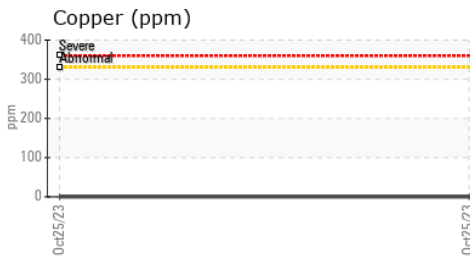 Copper (ppm)
400
Severe
Abnormal
300
ppm
200
100
0
Oct25/23
Oct25/23